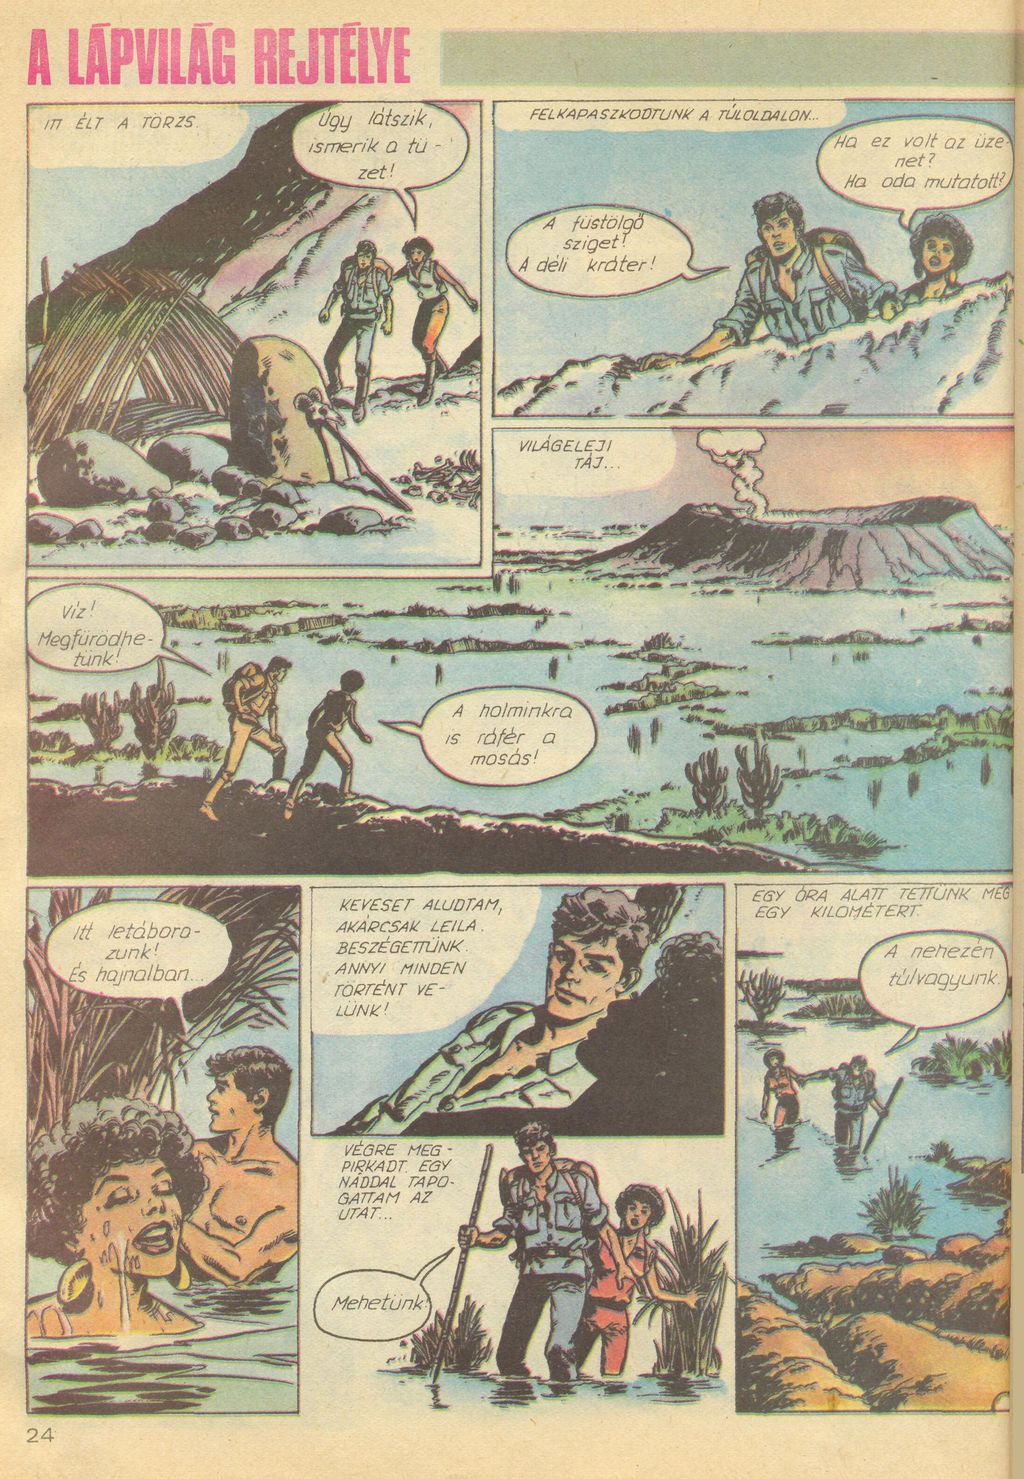 A LÁPVILÁG REJTÉLYE
ITT ÉLT A TÖRZS.
Úgy látszik,
ismerik a tü-
zet!
FELKAPASZKODTUNK A TÚLOLDALON...
Ha ez volt az üze-
net?
Ha oda mutatott?
A füstölgő
sziget!
A déli kráter!
VILÁGELEJI
TÁJ...
Víz!
Megfürödhe-
tünk!
A holminkra
is ráfér a
mosás!
Itt letáboro-
zunk!
És hajnalban...
KEVESET ALUDTAM,
AKÁRCSAK LEILA.
BESZÉGETTÜNK.
ANNYI MINDEN
TÖRTÉNT VE-
LÜNK!
VÉGRE MEG-
PIRKADT. EGY
NÁDDAL TAPO-
GATTAM AZ
UTAT...
Mehetünk!
EGY ÓRA ALATT TETTÜNK MEG
EGY KILOMÉTERT.
A nehezén
túlvagyunk.
24